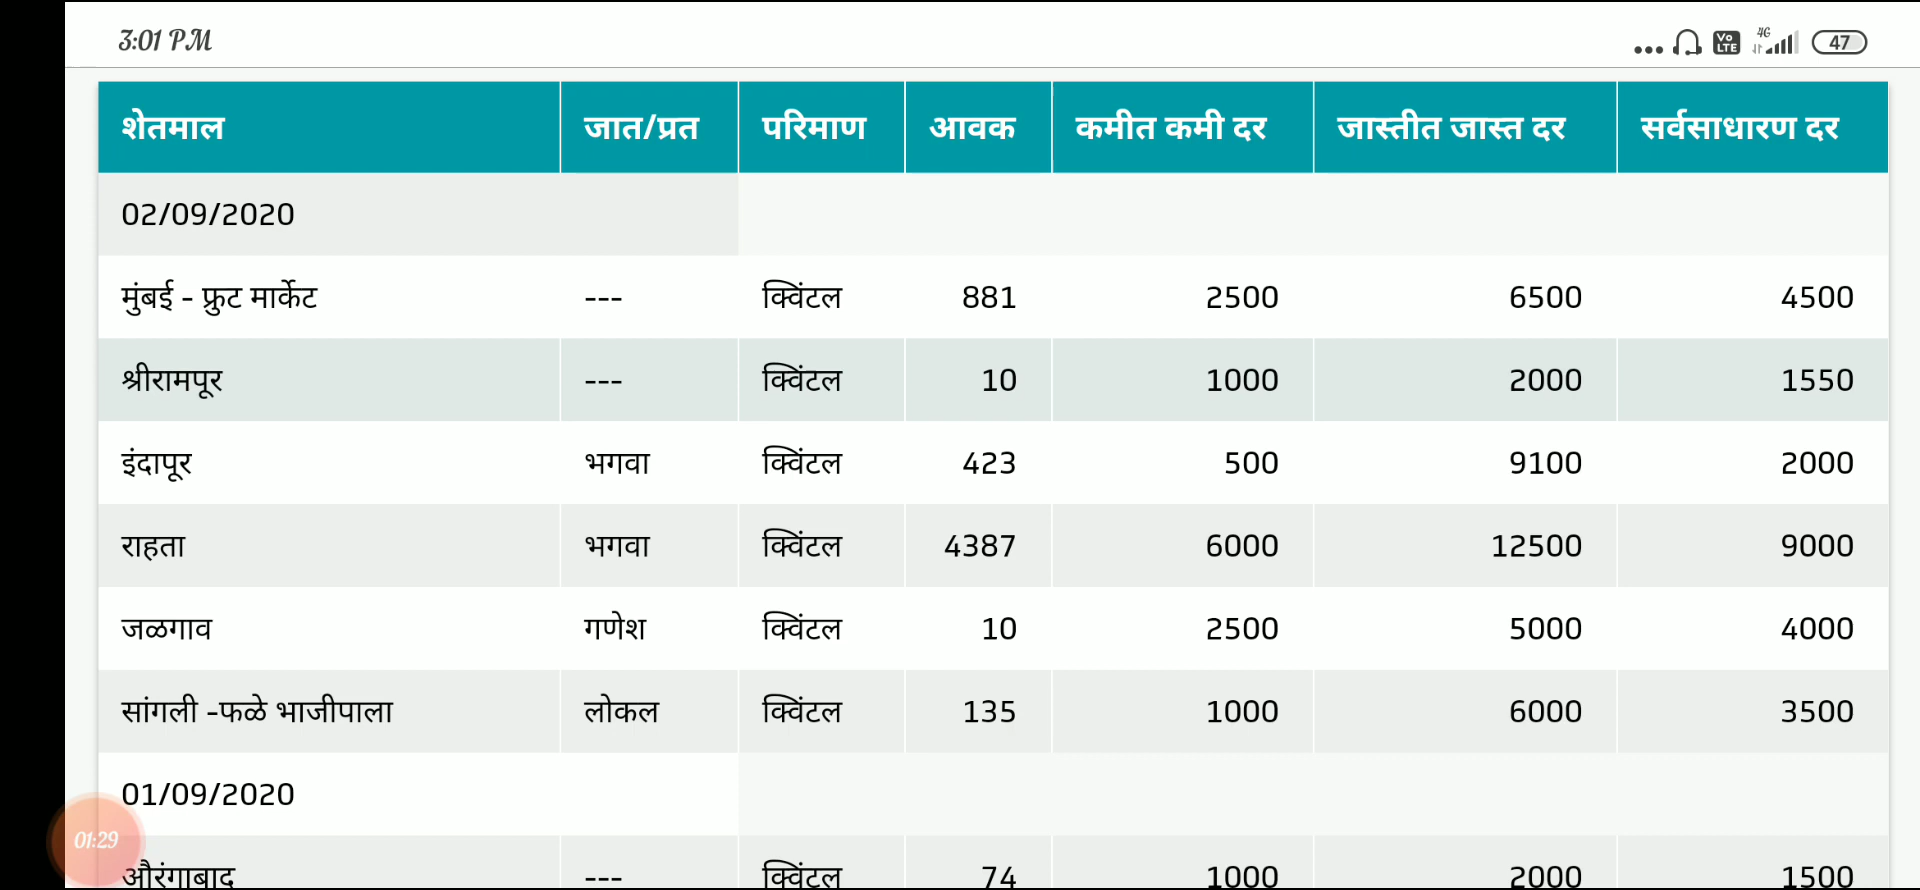 3:01 PM ... Vo LTE 4G 47
शेतमाल जात/प्रत परिमाण आवक कमीत कमी दर जास्तीत जास्त दर सर्वसाधारण दर
02/09/2020
मुंबई - फ्रुट मार्केट --- क्विंटल 881 2500 6500 4500
श्रीरामपूर --- क्विंटल 10 1000 2000 1550
इंदापूर भगवा क्विंटल 423 500 9100 2000
राहता भगवा क्विंटल 4387 6000 12500 9000
जळगाव गणेश क्विंटल 10 2500 5000 4000
सांगली -फळे भाजीपाला लोकल क्विंटल 135 1000 6000 3500
01/09/2020
01:29
औरंगाबाद --- क्विंटल 74 1000 2000 1500